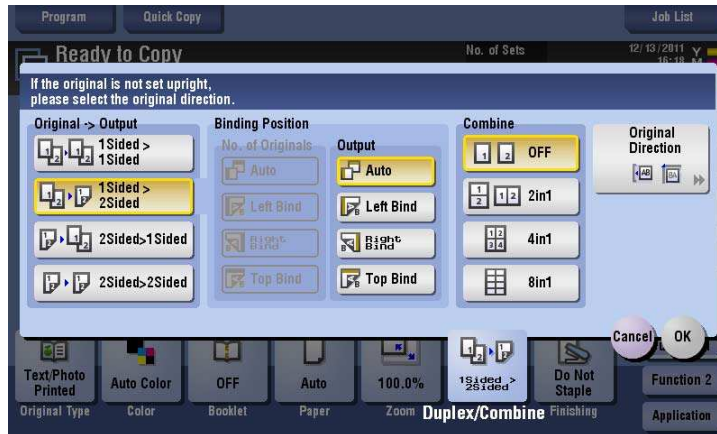 Program
Quick Copy
Job List
Ready to Copy
No. of Sets
12/13/2011
16:18
Y
M
If the original is not set upright,
please select the original direction.
Original -> Output
Binding Position
Combine
No. of Originals
Output
Original
Direction
1Sided >
1Sided
1Sided >
2Sided
2Sided>1Sided
2Sided>2Sided
Auto
Left Bind
Right
Bind
Top Bind
Auto
Left Bind
Right
Bind
Top Bind
OFF
2in1
4in1
8in1
Cancel
OK
Text/Photo
Printed
Auto Color
OFF
Auto
100.0%
1Sided >
2Sided
Do Not
Staple
Function 2
Original Type
Color
Booklet
Paper
Zoom
Duplex/Combine
Finishing
Application